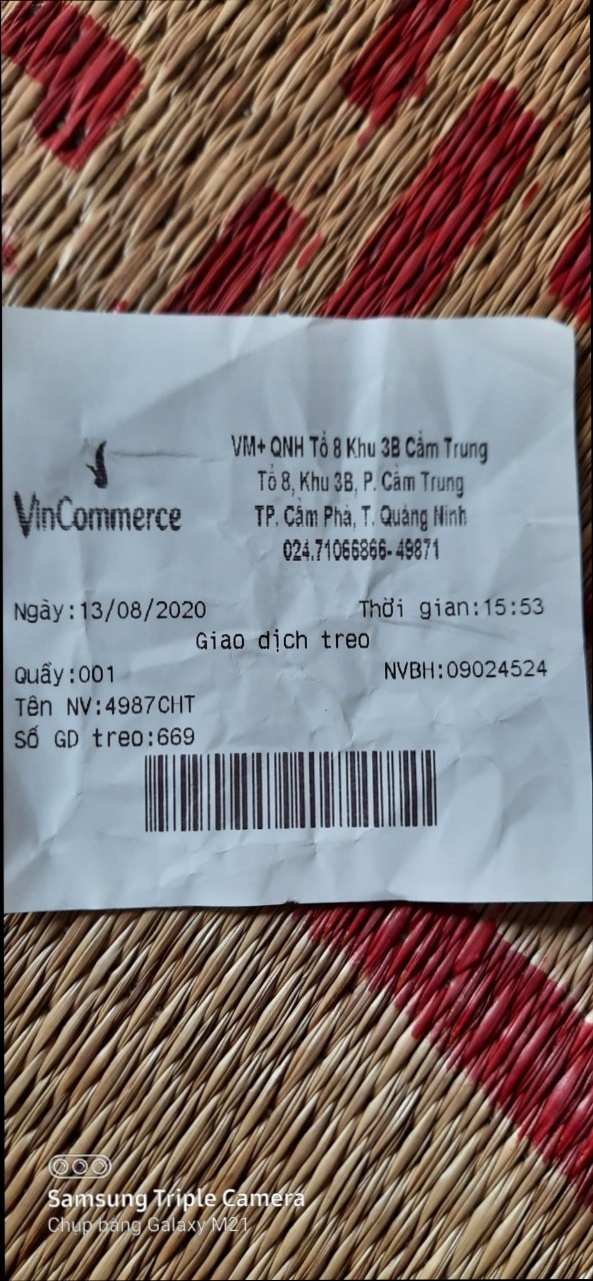 VM+ QNH Tổ 8 Khu 3B Cẩm Trung
Tổ 8, Khu 3B, P. Cẩm Trung
TP. Cẩm Phả, T. Quảng Ninh
024.71066866-49871
VinCommerce
Ngày:13/08/2020 Thời gian:15:53
Giao dịch treo
Quầy:001 NVBH:09024524
Tên NV:4987CHT
Số GD treo:669
Samsung Triple Camera
Chụp bằng Galaxy M21